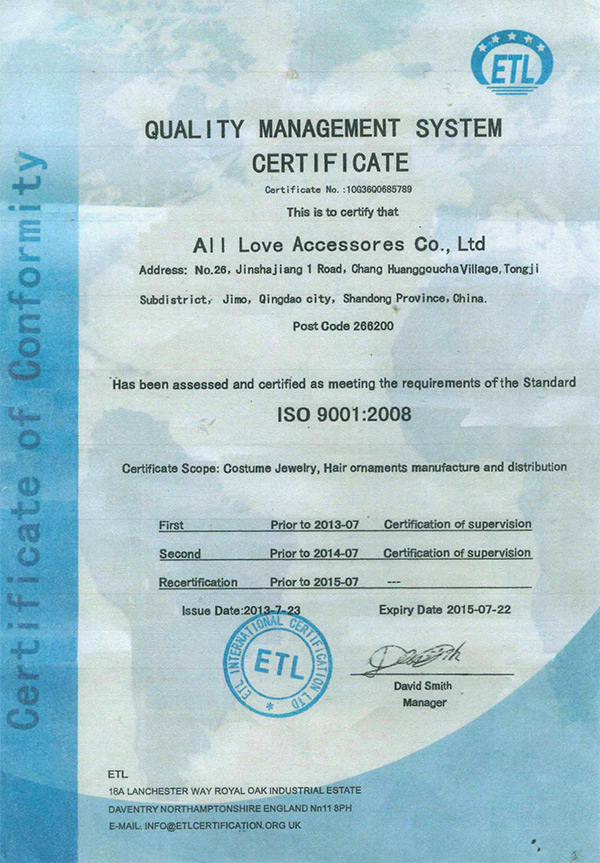 Certificate of Conformity
ETL
QUALITY MANAGEMENT SYSTEM
CERTIFICATE
Certificate No.:10G36Q0685789
This is to certify that
All Love Accessores Co., Ltd
Address: No.26, Jinshajiang 1 Road, Chang HuanggouchaVillage, Tongji
Subdistrict, Jimo, Qingdao city, Shandong Province, China.
Post Code 266200
Has been assessed and certified as meeting the requirements of the Standard
ISO 9001:2008
Certificate Scope: Costume Jewelry, Hair ornaments manufacture and distribution
First Prior to 2013-07 Certification of supervision
Second Prior to 2014-07 Certification of supervision
Recertification Prior to 2015-07 ---
Issue Date:2013-7-23 Expiry Date 2015-07-22
ETL INTERNATIONAL CERTIFICATION LTD
ETL
David Smith
Manager
ETL
18A LANCHESTER WAY ROYAL OAK INDUSTRIAL ESTATE
DAVENTRY NORTHAMPTONSHIRE ENGLAND Nn11 8PH
E-MAIL: INFO@ETLCERTIFICATION.ORG UK